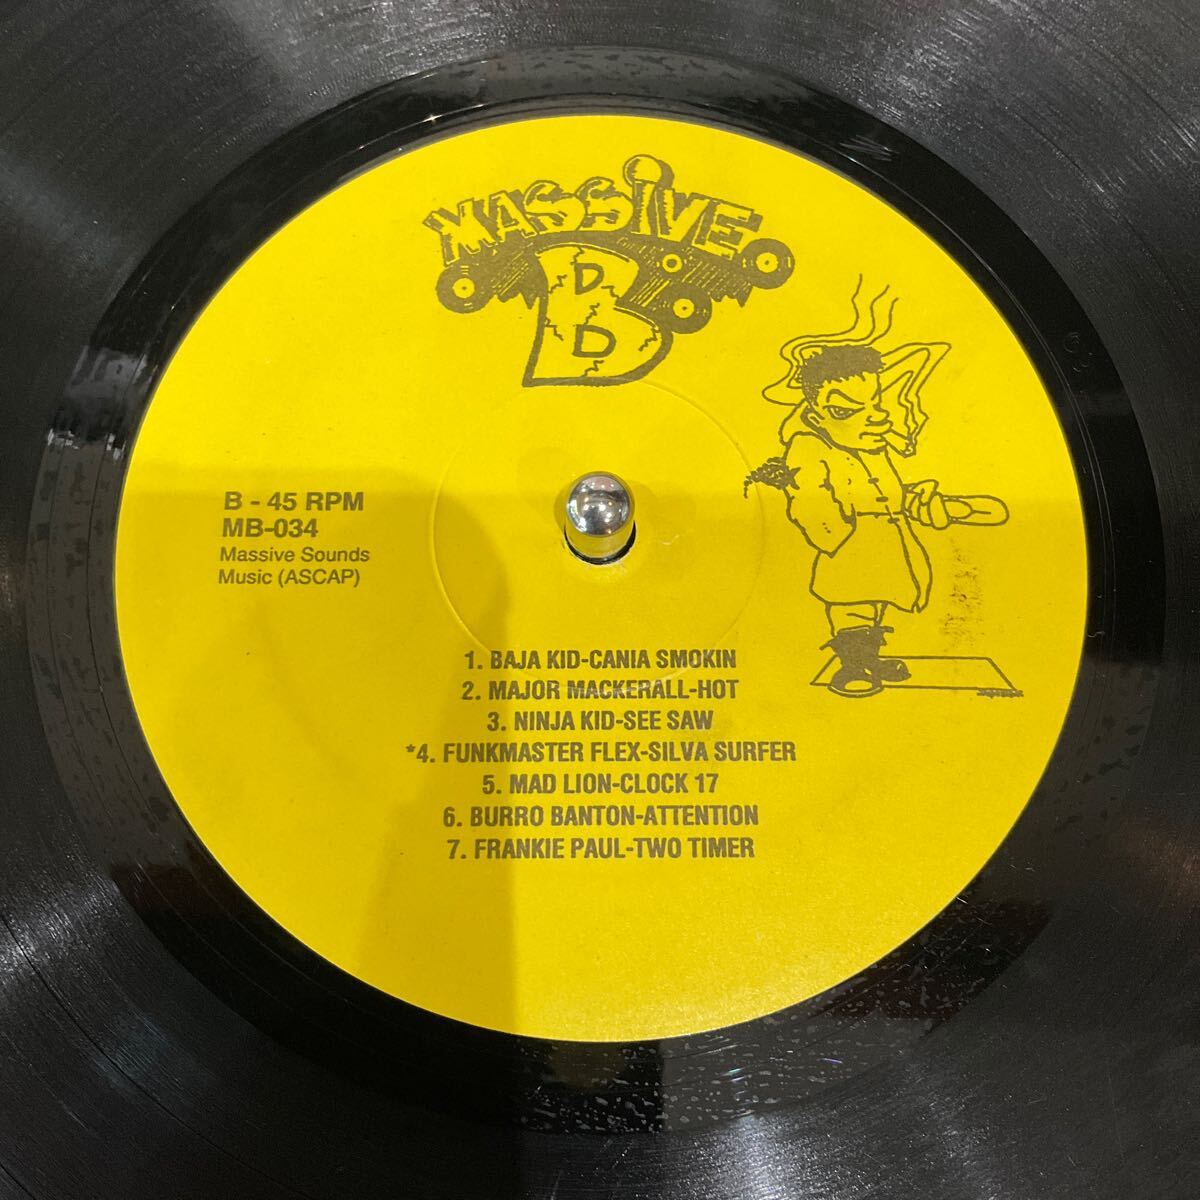 MASSIVE
B
B - 45 RPM
MB-034
Massive Sounds
Music (ASCAP)
1. BAJA KID-CANIA SMOKIN
2. MAJOR MACKERALL-HOT
3. NINJA KID-SEE SAW
*4. FUNKMASTER FLEX-SILVA SURFER
5. MAD LION-CLOCK 17
6. BURRO BANTON-ATTENTION
7. FRANKIE PAUL-TWO TIMER